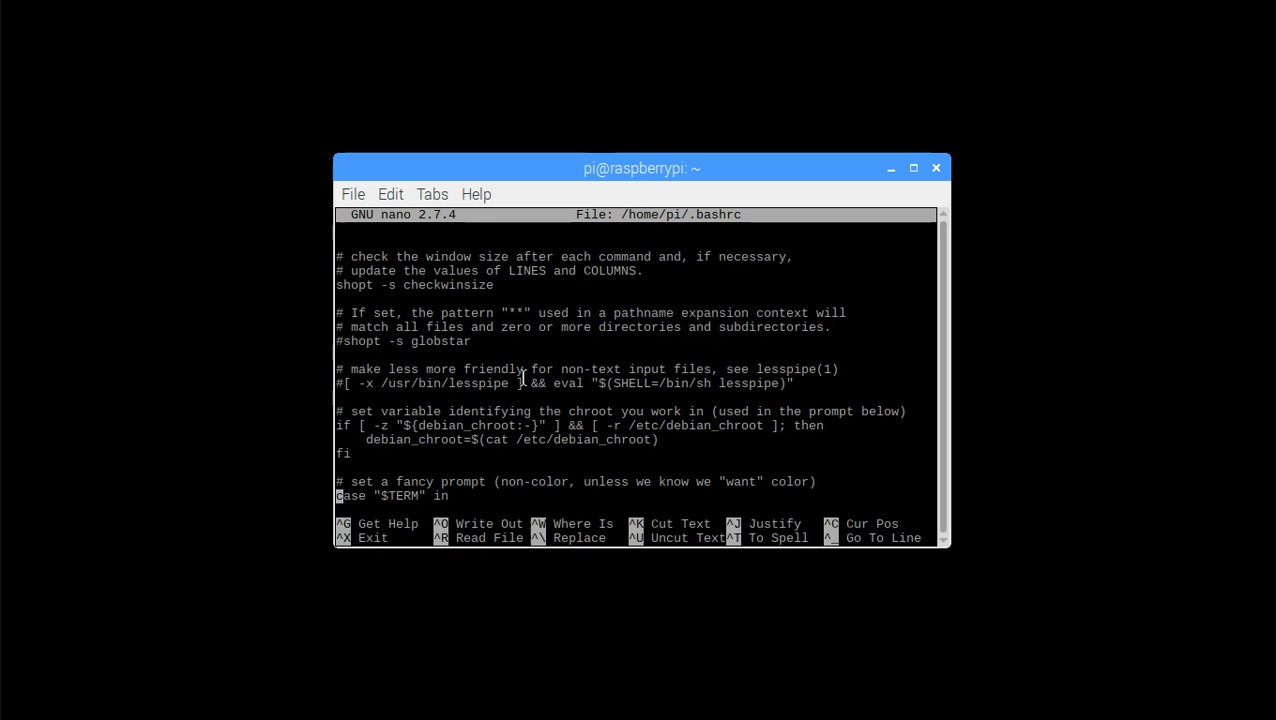 pi@raspberrypi: ~
File Edit Tabs Help
GNU nano 2.7.4 File: /home/pi/.bashrc
# check the window size after each command and, if necessary,
# update the values of LINES and COLUMNS.
shopt -s checkwinsize
# If set, the pattern "**" used in a pathname expansion context will
# match all files and zero or more directories and subdirectories.
#shopt -s globstar
# make less more friendly for non-text input files, see lesspipe(1)
#[ -x /usr/bin/lesspipe ] && eval "$(SHELL=/bin/sh lesspipe)"
# set variable identifying the chroot you work in (used in the prompt below)
if [ -z "${debian_chroot:-}" ] && [ -r /etc/debian_chroot ]; then
    debian_chroot=$(cat /etc/debian_chroot)
fi
# set a fancy prompt (non-color, unless we know we "want" color)
case "$TERM" in
^G Get Help ^O Write Out ^W Where Is ^K Cut Text ^J Justify ^C Cur Pos
^X Exit ^R Read File ^\ Replace ^U Uncut Text ^T To Spell ^_ Go To Line